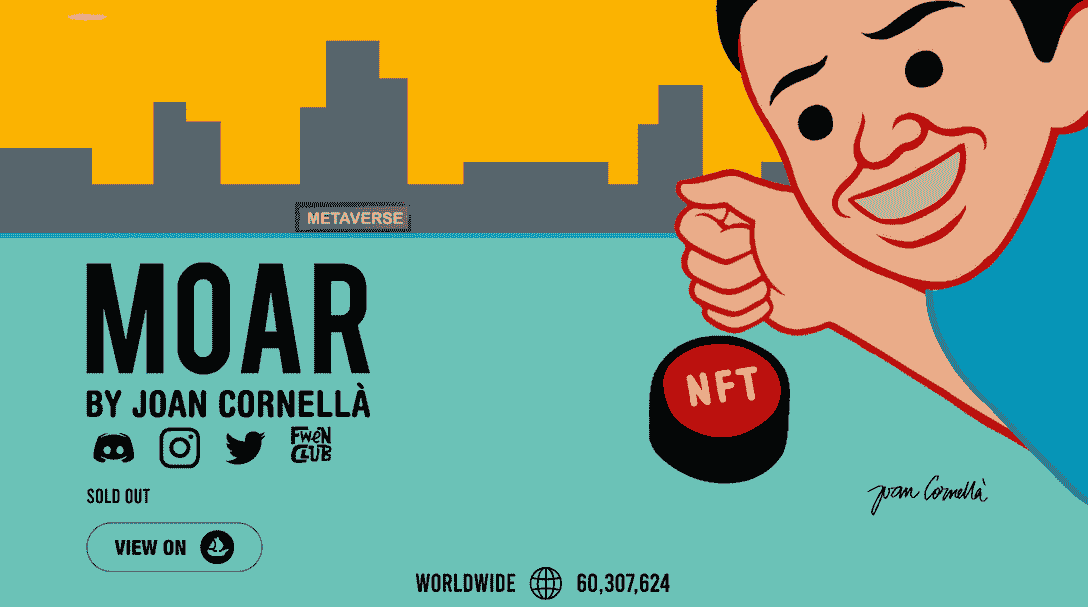 METAVERSE
MOAR
BY JOAN CORNELLÀ
FWEN
CLUB
SOLD OUT
VIEW ON
NFT
Joan Cornellà
WORLDWIDE 60,307,624